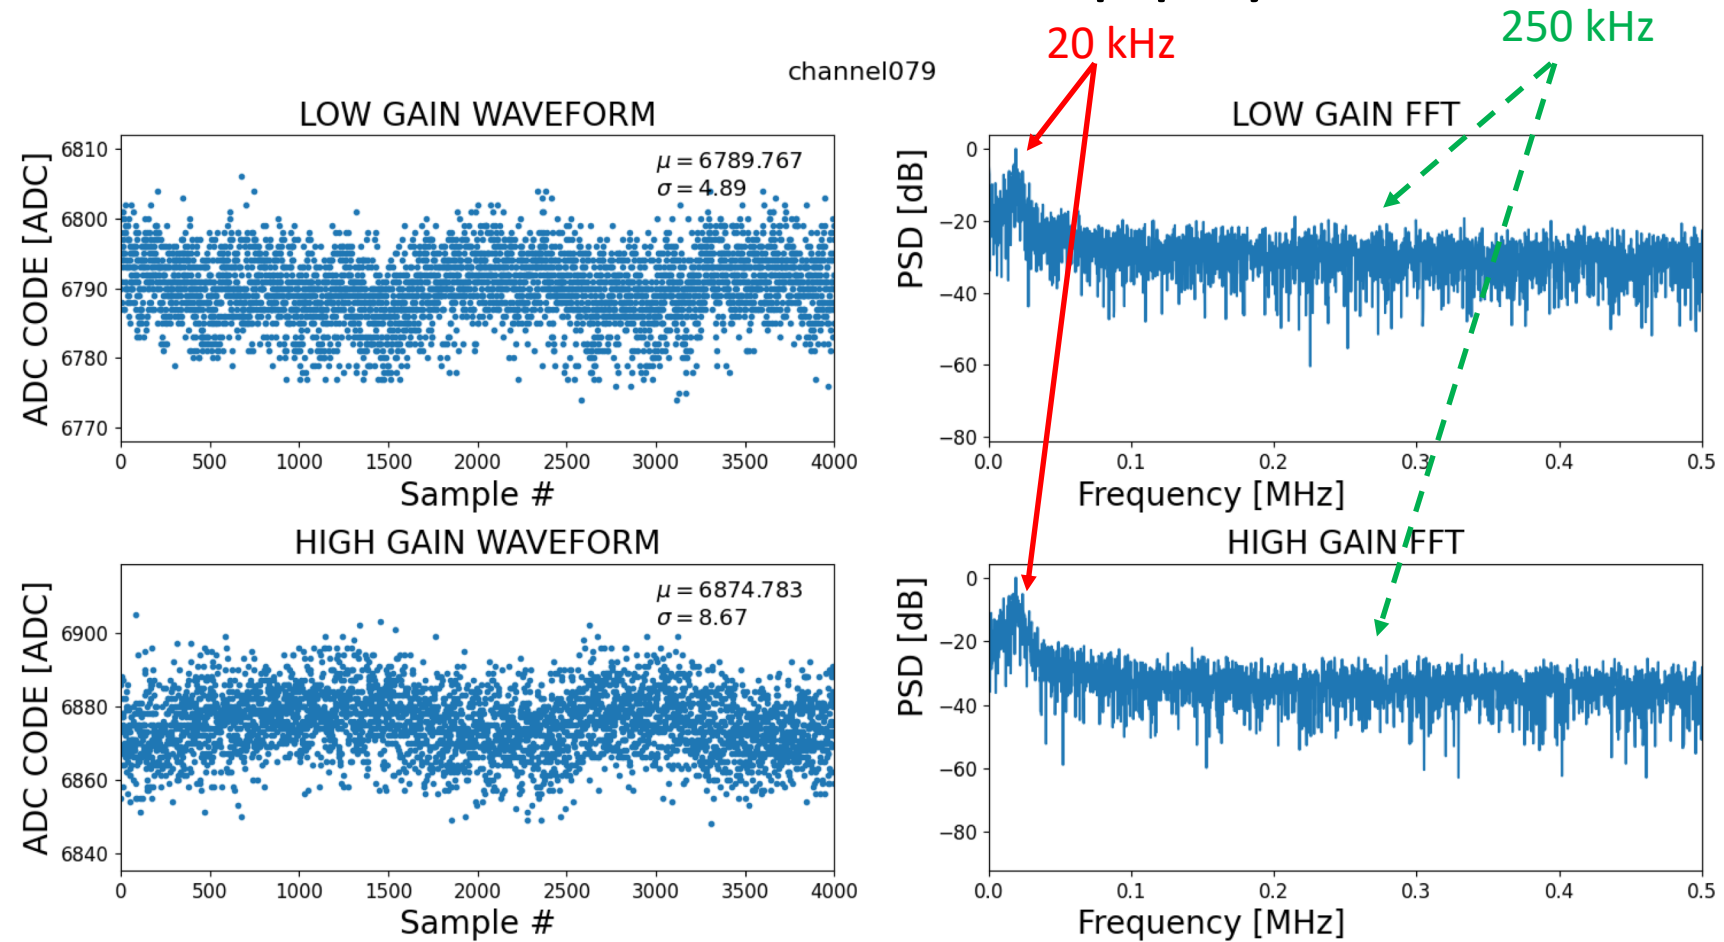 20 kHz
250 kHz
channel079
LOW GAIN WAVEFORM
ADC CODE [ADC]
6810
6800
6790
6780
6770
μ = 6789.767
σ = 4.89
0 500 1000 1500 2000 2500 3000 3500 4000
Sample #
LOW GAIN FFT
PSD [dB]
0
−20
−40
−60
−80
0.0 0.1 0.2 0.3 0.4 0.5
Frequency [MHz]
HIGH GAIN WAVEFORM
ADC CODE [ADC]
6900
6880
6860
6840
μ = 6874.783
σ = 8.67
0 500 1000 1500 2000 2500 3000 3500 4000
Sample #
HIGH GAIN FFT
PSD [dB]
0
−20
−40
−60
−80
0.0 0.1 0.2 0.3 0.4 0.5
Frequency [MHz]